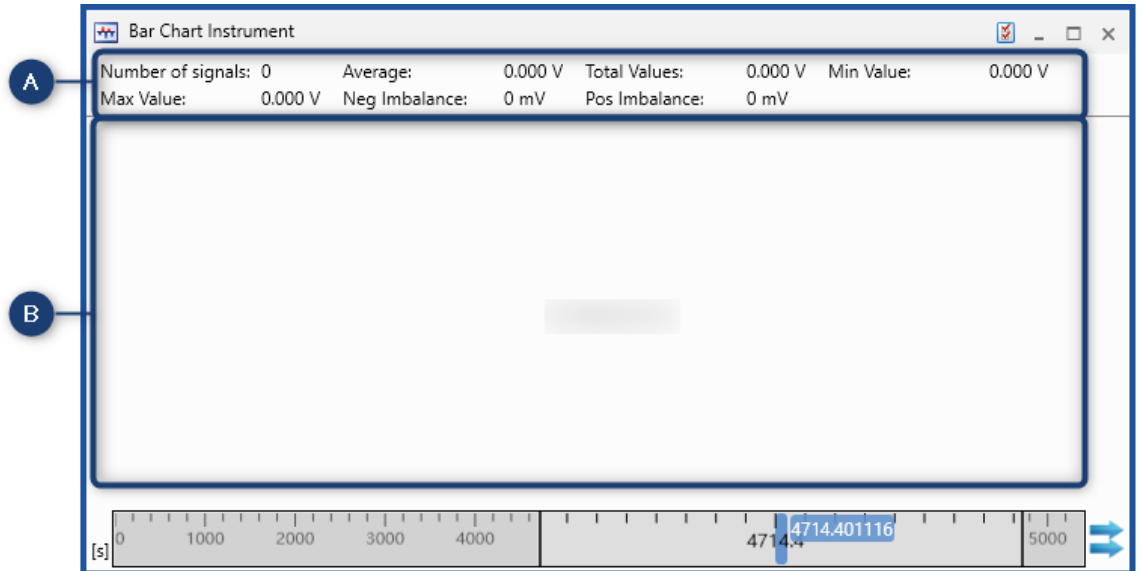 Bar Chart Instrument
A
Number of signals: 0 Average: 0.000 V Total Values: 0.000 V Min Value: 0.000 V
Max Value: 0.000 V Neg Imbalance: 0 mV Pos Imbalance: 0 mV
B
[s] 0 1000 2000 3000 4000 4714.4 4714.401116 5000